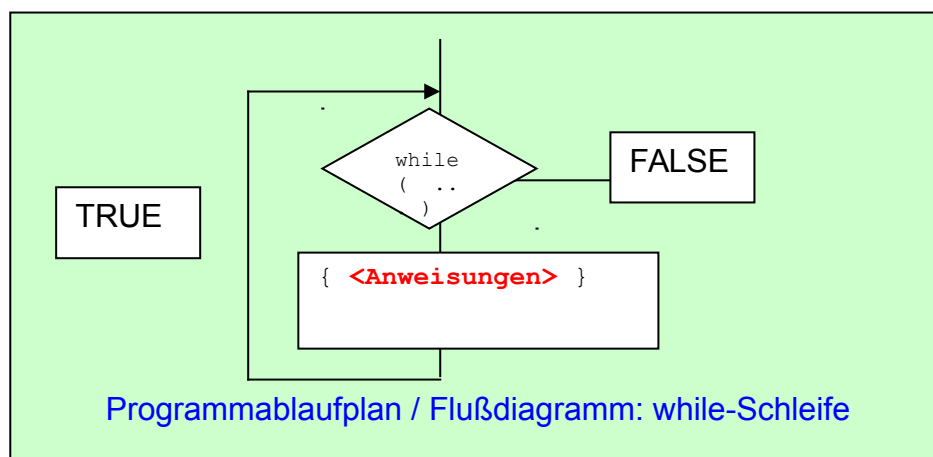 while
( ..
. )
FALSE
TRUE
{ <Anweisungen> }
Programmablaufplan / Flußdiagramm: while-Schleife